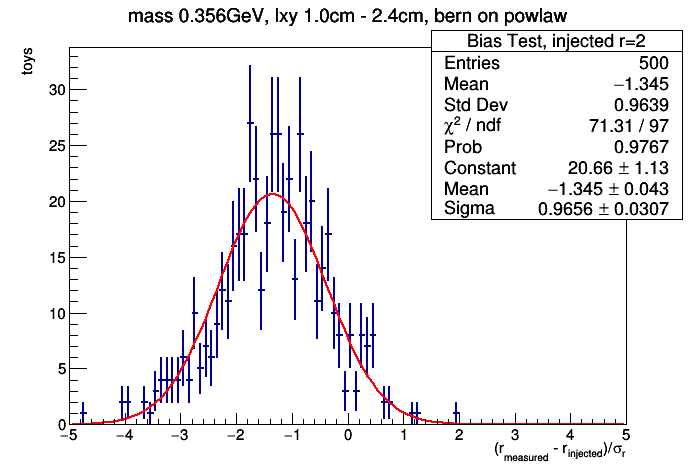 mass 0.356GeV, lxy 1.0cm - 2.4cm, bern on powlaw
toys
Bias Test, injected r=2
Entries 500
Mean −1.345
Std Dev 0.9639
χ² / ndf 71.31 / 97
Prob 0.9767
Constant 20.66 ± 1.13
Mean −1.345 ± 0.043
Sigma 0.9656 ± 0.0307
30
25
20
15
10
5
0
−5 −4 −3 −2 −1 0 1 2 3 4 5
(r_measured - r_injected)/σ_r